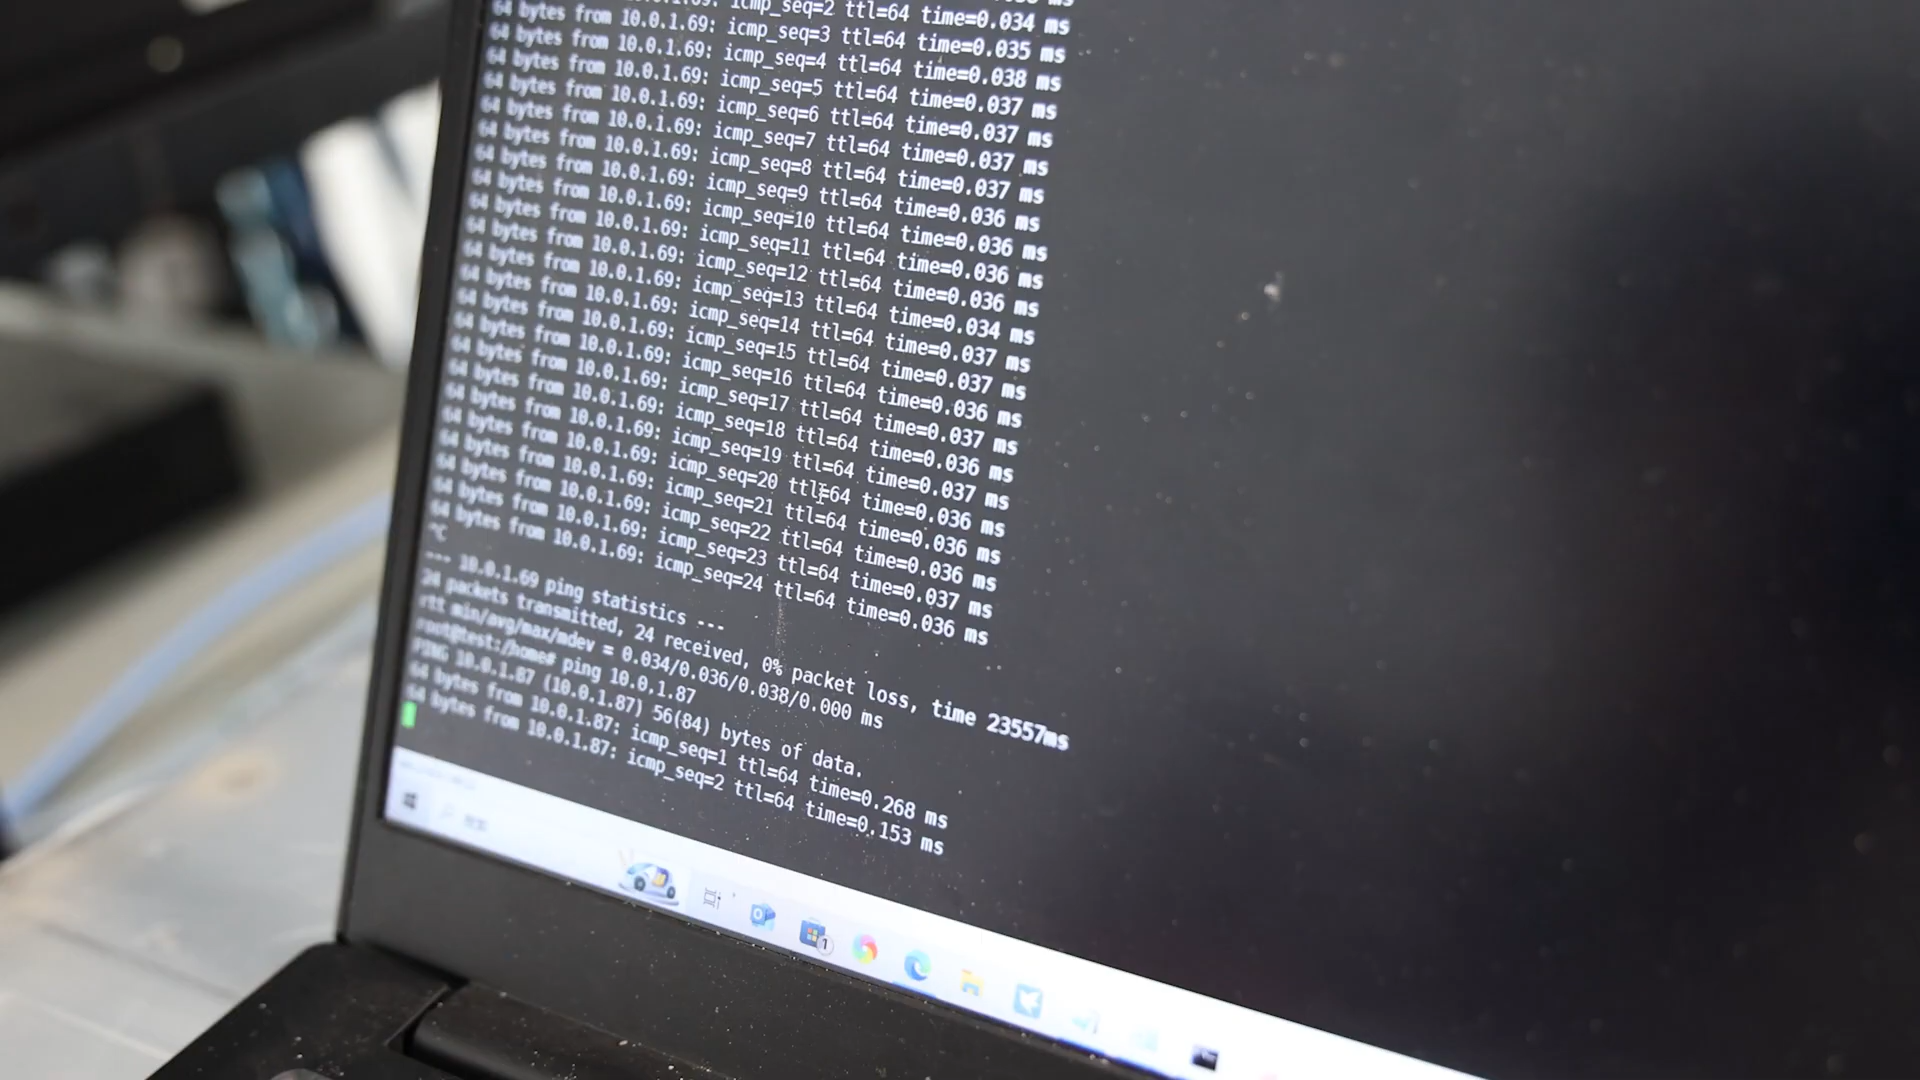 icmp_seq=2 ttl=64 time=0.034 ms
64 bytes from 10.0.1.69: icmp_seq=3 ttl=64 time=0.035 ms
64 bytes from 10.0.1.69: icmp_seq=4 ttl=64 time=0.038 ms
64 bytes from 10.0.1.69: icmp_seq=5 ttl=64 time=0.037 ms
64 bytes from 10.0.1.69: icmp_seq=6 ttl=64 time=0.037 ms
64 bytes from 10.0.1.69: icmp_seq=7 ttl=64 time=0.037 ms
64 bytes from 10.0.1.69: icmp_seq=8 ttl=64 time=0.037 ms
64 bytes from 10.0.1.69: icmp_seq=9 ttl=64 time=0.036 ms
64 bytes from 10.0.1.69: icmp_seq=10 ttl=64 time=0.036 ms
64 bytes from 10.0.1.69: icmp_seq=11 ttl=64 time=0.036 ms
64 bytes from 10.0.1.69: icmp_seq=12 ttl=64 time=0.036 ms
64 bytes from 10.0.1.69: icmp_seq=13 ttl=64 time=0.034 ms
64 bytes from 10.0.1.69: icmp_seq=14 ttl=64 time=0.037 ms
64 bytes from 10.0.1.69: icmp_seq=15 ttl=64 time=0.037 ms
64 bytes from 10.0.1.69: icmp_seq=16 ttl=64 time=0.036 ms
64 bytes from 10.0.1.69: icmp_seq=17 ttl=64 time=0.037 ms
64 bytes from 10.0.1.69: icmp_seq=18 ttl=64 time=0.036 ms
64 bytes from 10.0.1.69: icmp_seq=19 ttl=64 time=0.037 ms
64 bytes from 10.0.1.69: icmp_seq=20 ttl=64 time=0.036 ms
64 bytes from 10.0.1.69: icmp_seq=21 ttl=64 time=0.036 ms
64 bytes from 10.0.1.69: icmp_seq=22 ttl=64 time=0.036 ms
64 bytes from 10.0.1.69: icmp_seq=23 ttl=64 time=0.037 ms
64 bytes from 10.0.1.69: icmp_seq=24 ttl=64 time=0.036 ms
^C
--- 10.0.1.69 ping statistics ---
24 packets transmitted, 24 received, 0% packet loss, time 23557ms
rtt min/avg/max/mdev = 0.034/0.036/0.038/0.000 ms
root@test:/home# ping 10.0.1.87
PING 10.0.1.87 (10.0.1.87) 56(84) bytes of data.
64 bytes from 10.0.1.87: icmp_seq=1 ttl=64 time=0.268 ms
64 bytes from 10.0.1.87: icmp_seq=2 ttl=64 time=0.153 ms
1